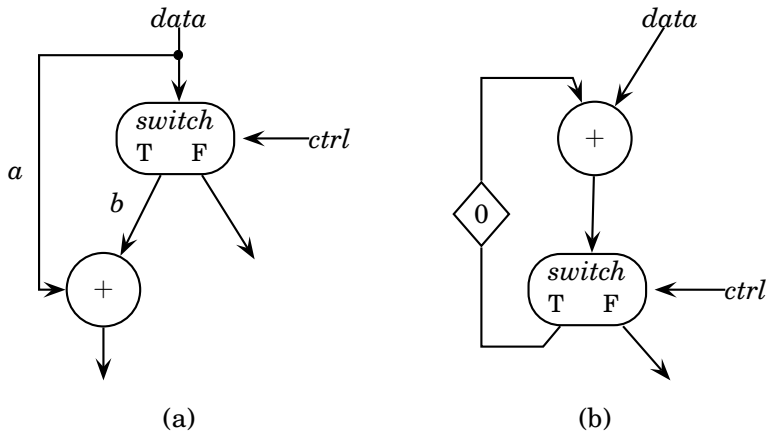 data
switch
T F
ctrl
a
b
+
(a)
data
+
0
switch
T F
ctrl
(b)